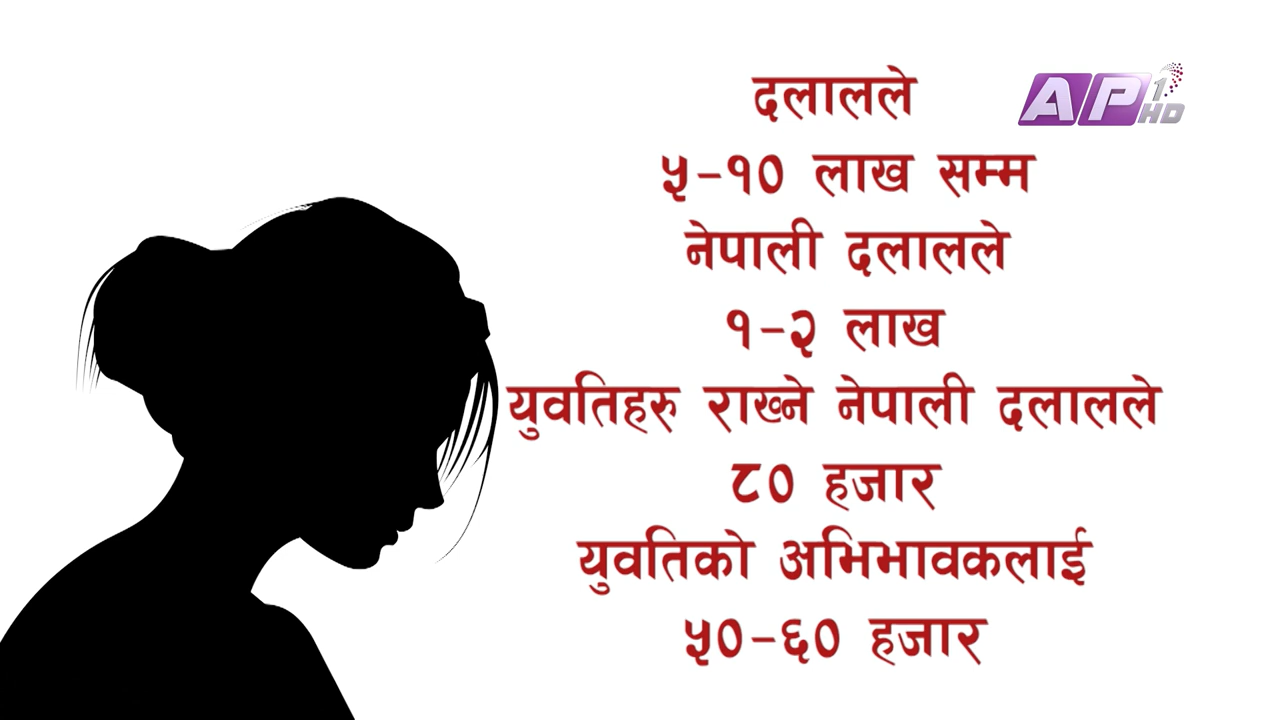 दलालले
AP1 HD
५-१० लाख सम्म
नेपाली दलालले
१-२ लाख
युवतिहरु राख्ने नेपाली दलालले
८० हजार
युवतिको अभिभावकलाई
५०-६० हजार